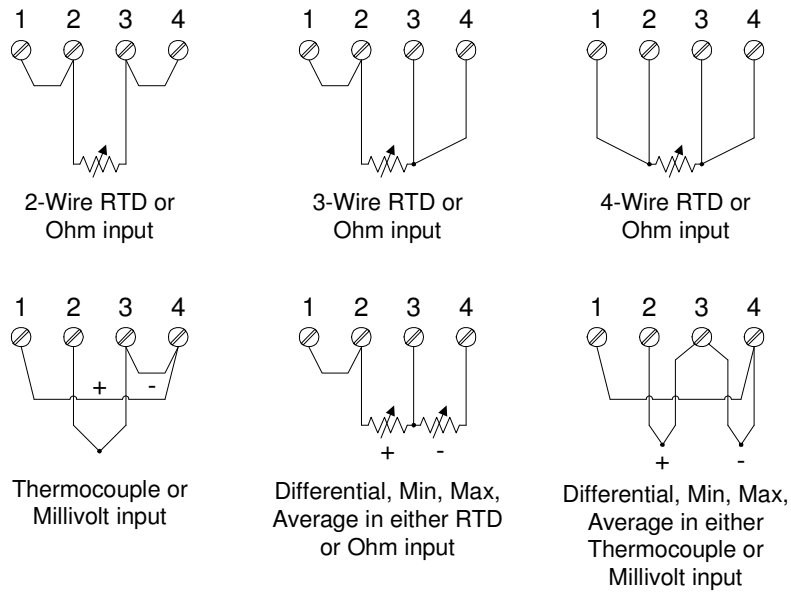 1 2 3 4
1 2 3 4
1 2 3 4
2-Wire RTD or
Ohm input
3-Wire RTD or
Ohm input
4-Wire RTD or
Ohm input
1 2 3 4
1 2 3 4
1 2 3 4
+ -
+ -
+ -
Thermocouple or
Millivolt input
Differential, Min, Max,
Average in either RTD
or Ohm input
Differential, Min, Max,
Average in either
Thermocouple or
Millivolt input